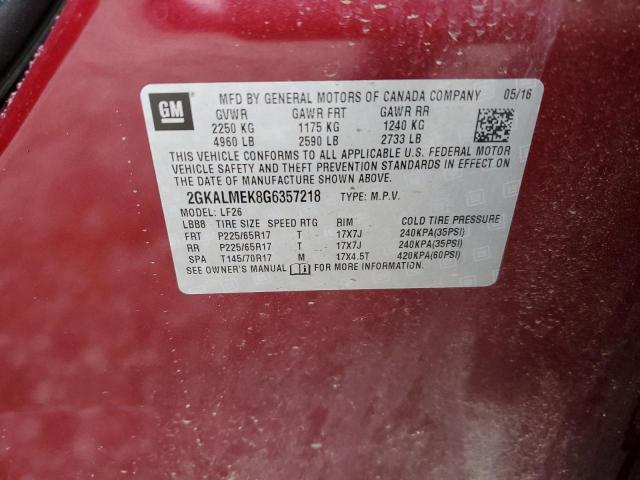 GM
MFD BY GENERAL MOTORS OF CANADA COMPANY 05/16
GVWR GAWR FRT GAWR RR
2250 KG 1175 KG 1240 KG
4960 LB 2590 LB 2733 LB
THIS VEHICLE CONFORMS TO ALL APPLICABLE U.S. FEDERAL MOTOR
VEHICLE SAFETY AND THEFT PREVENTION STANDARDS IN EFFECT ON
THE DATE OF MANUFACTURE SHOWN ABOVE.
2GKALMEK8G6357218 TYPE: M.P.V.
MODEL: LF26
LBB8 TIRE SIZE SPEED RTG RIM COLD TIRE PRESSURE
FRT P225/65R17 T 17X7J 240KPA(35PSI)
RR P225/65R17 T 17X7J 240KPA(35PSI)
SPA T145/70R17 M 17X4.5T 420KPA(60PSI)
SEE OWNER'S MANUAL FOR MORE INFORMATION.